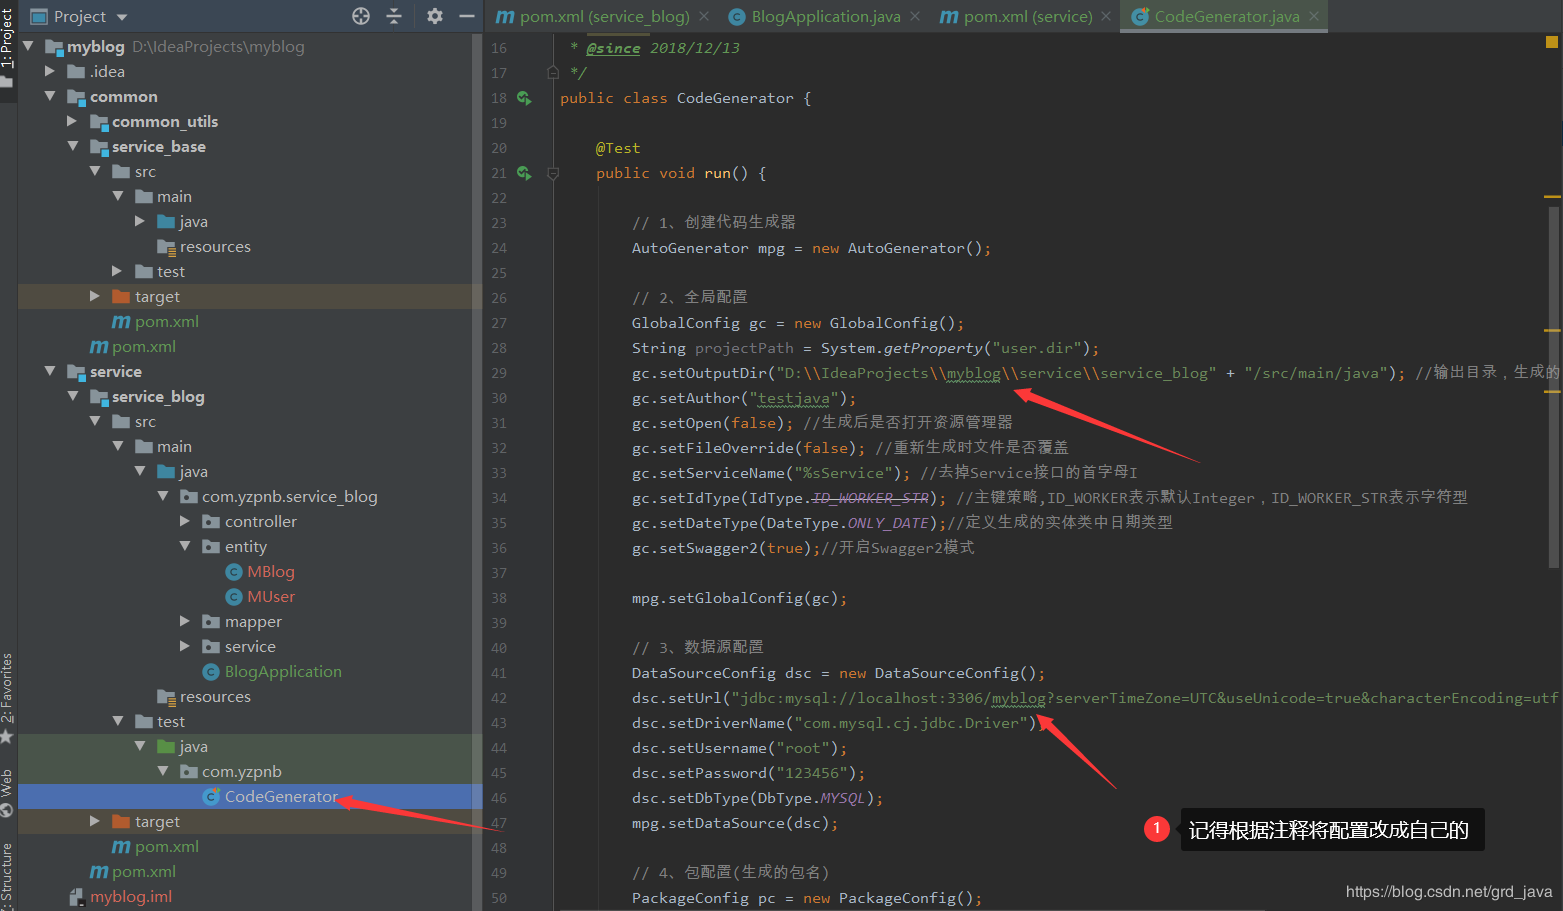 Project
pom.xml (service_blog)
BlogApplication.java
pom.xml (service)
CodeGenerator.java
1: Project
2: Favorites
Web
Z: Structure
myblog D:\IdeaProjects\myblog
.idea
common
common_utils
service_base
src
main
java
resources
test
target
pom.xml
pom.xml
service
service_blog
src
main
java
com.yzpnb.service_blog
controller
entity
MBlog
MUser
mapper
service
BlogApplication
resources
test
java
com.yzpnb
CodeGenerator
target
pom.xml
pom.xml
myblog.iml
16 * @since 2018/12/13
17 */
18 public class CodeGenerator {
19
20 @Test
21 public void run() {
22
23 // 1、创建代码生成器
24 AutoGenerator mpg = new AutoGenerator();
25
26 // 2、全局配置
27 GlobalConfig gc = new GlobalConfig();
28 String projectPath = System.getProperty("user.dir");
29 gc.setOutputDir("D:\\IdeaProjects\\myblog\\service\\service_blog" + "/src/main/java"); //输出目录，生成的
30 gc.setAuthor("testjava");
31 gc.setOpen(false); //生成后是否打开资源管理器
32 gc.setFileOverride(false); //重新生成时文件是否覆盖
33 gc.setServiceName("%sService"); //去掉Service接口的首字母I
34 gc.setIdType(IdType.ID_WORKER_STR); //主键策略,ID_WORKER表示默认Integer，ID_WORKER_STR表示字符型
35 gc.setDateType(DateType.ONLY_DATE);//定义生成的实体类中日期类型
36 gc.setSwagger2(true);//开启Swagger2模式
37
38 mpg.setGlobalConfig(gc);
39
40 // 3、数据源配置
41 DataSourceConfig dsc = new DataSourceConfig();
42 dsc.setUrl("jdbc:mysql://localhost:3306/myblog?serverTimeZone=UTC&useUnicode=true&characterEncoding=utf
43 dsc.setDriverName("com.mysql.cj.jdbc.Driver");
44 dsc.setUsername("root");
45 dsc.setPassword("123456");
46 dsc.setDbType(DbType.MYSQL);
47 mpg.setDataSource(dsc);
48
49 // 4、包配置(生成的包名)
50 PackageConfig pc = new PackageConfig();
1 记得根据注释将配置改成自己的
https://blog.csdn.net/grd_java